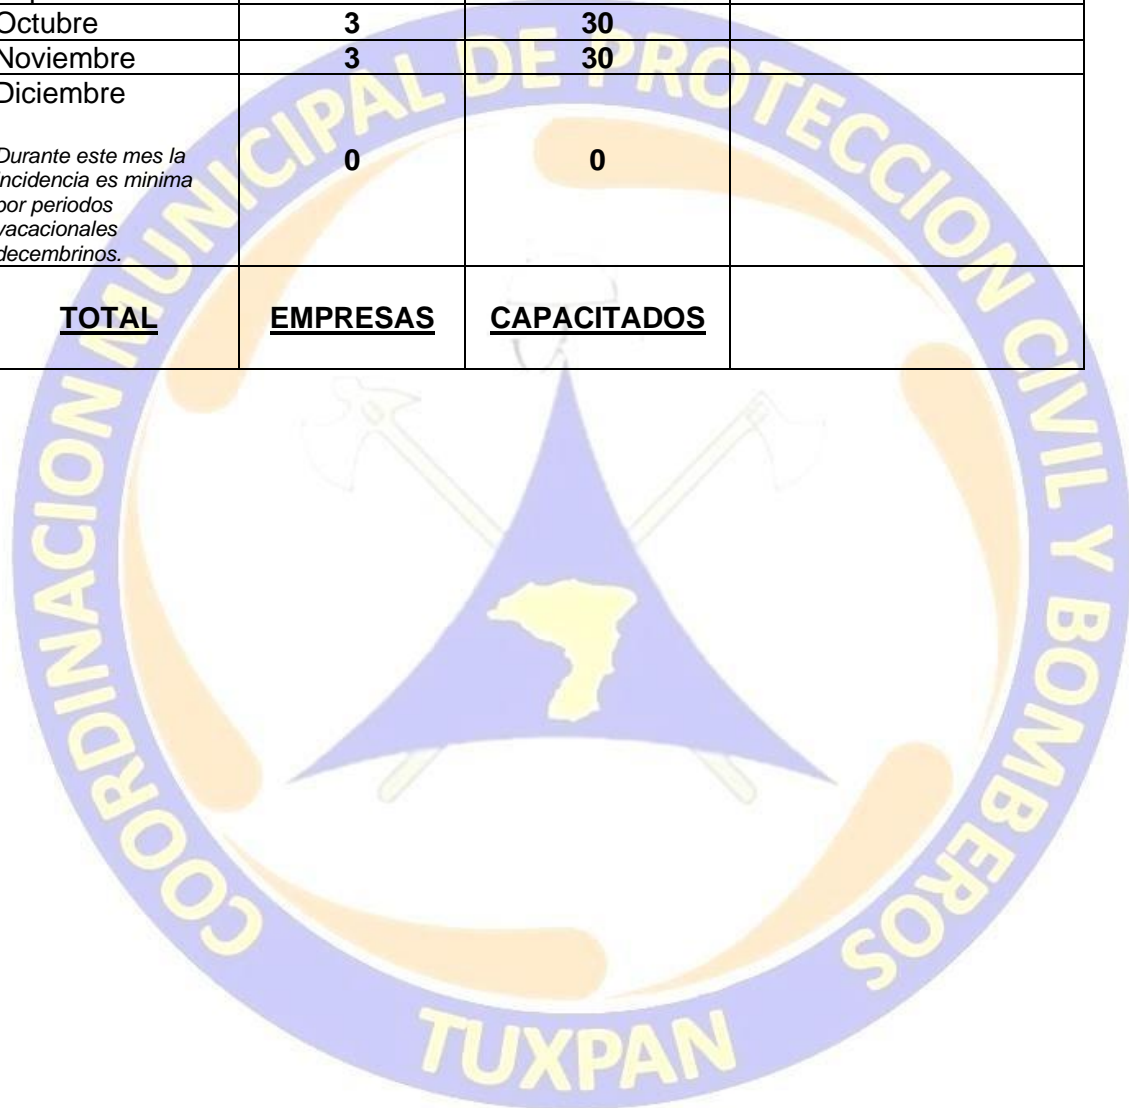 Octubre 3 30
Noviembre 3 30
Diciembre
Durante este mes la
incidencia es minima 0 0
por periodos
vacacionales
decembrinos.
TOTAL EMPRESAS CAPACITADOS
COORDINACION MUNICIPAL DE PROTECCION CIVIL Y BOMBEROS
TUXPAN